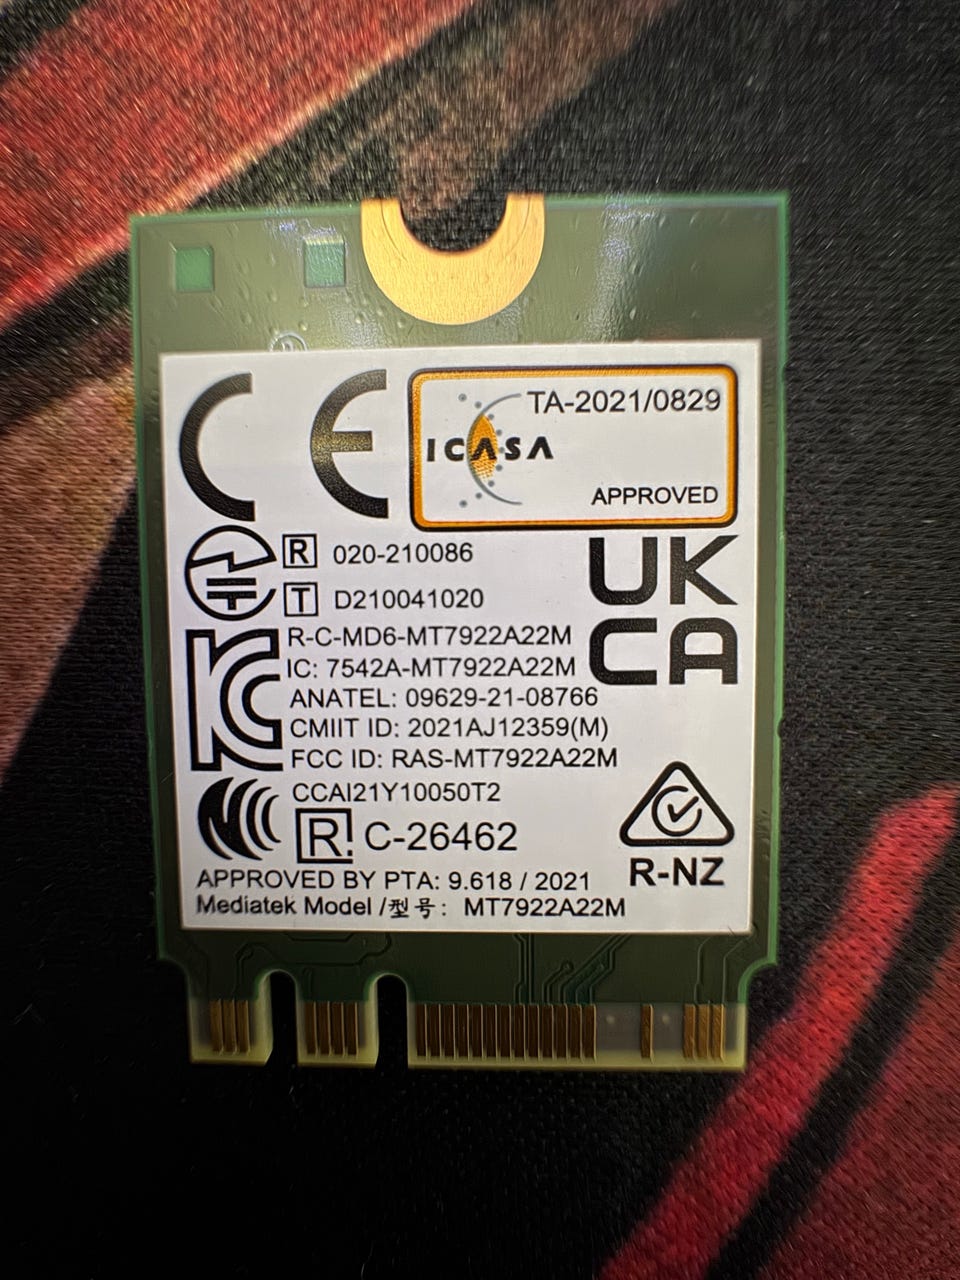 CE
TA-2021/0829
ICASA
APPROVED
R 020-210086
T D210041020
UK
CA
R-C-MD6-MT7922A22M
IC: 7542A-MT7922A22M
ANATEL: 09629-21-08766
CMIIT ID: 2021AJ12359(M)
FCC ID: RAS-MT7922A22M
CCAI21Y10050T2
R C-26462
R-NZ
APPROVED BY PTA: 9.618 / 2021
Mediatek Model /型号: MT7922A22M